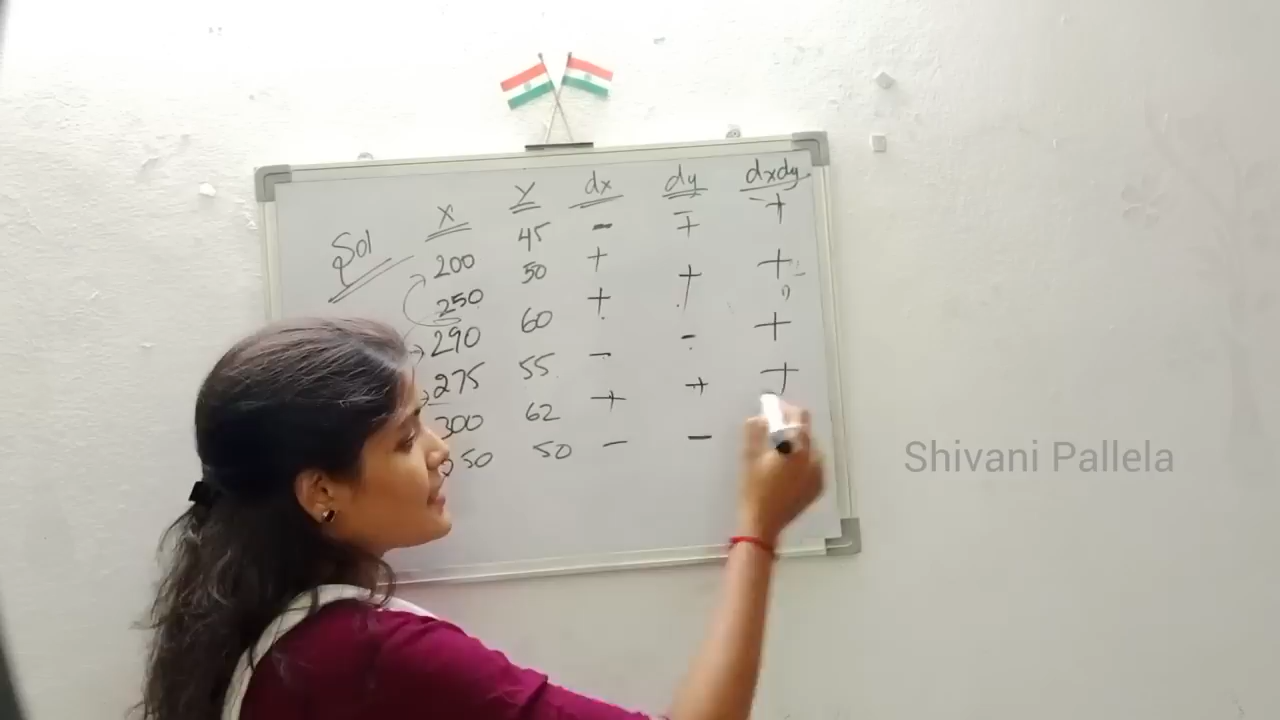 Sol X Y dx dy dxdy
200 45 - + +
250 50 + + +
290 60 + - +
275 55 - + +
300 62 + -
50 50 -
Shivani Pallela